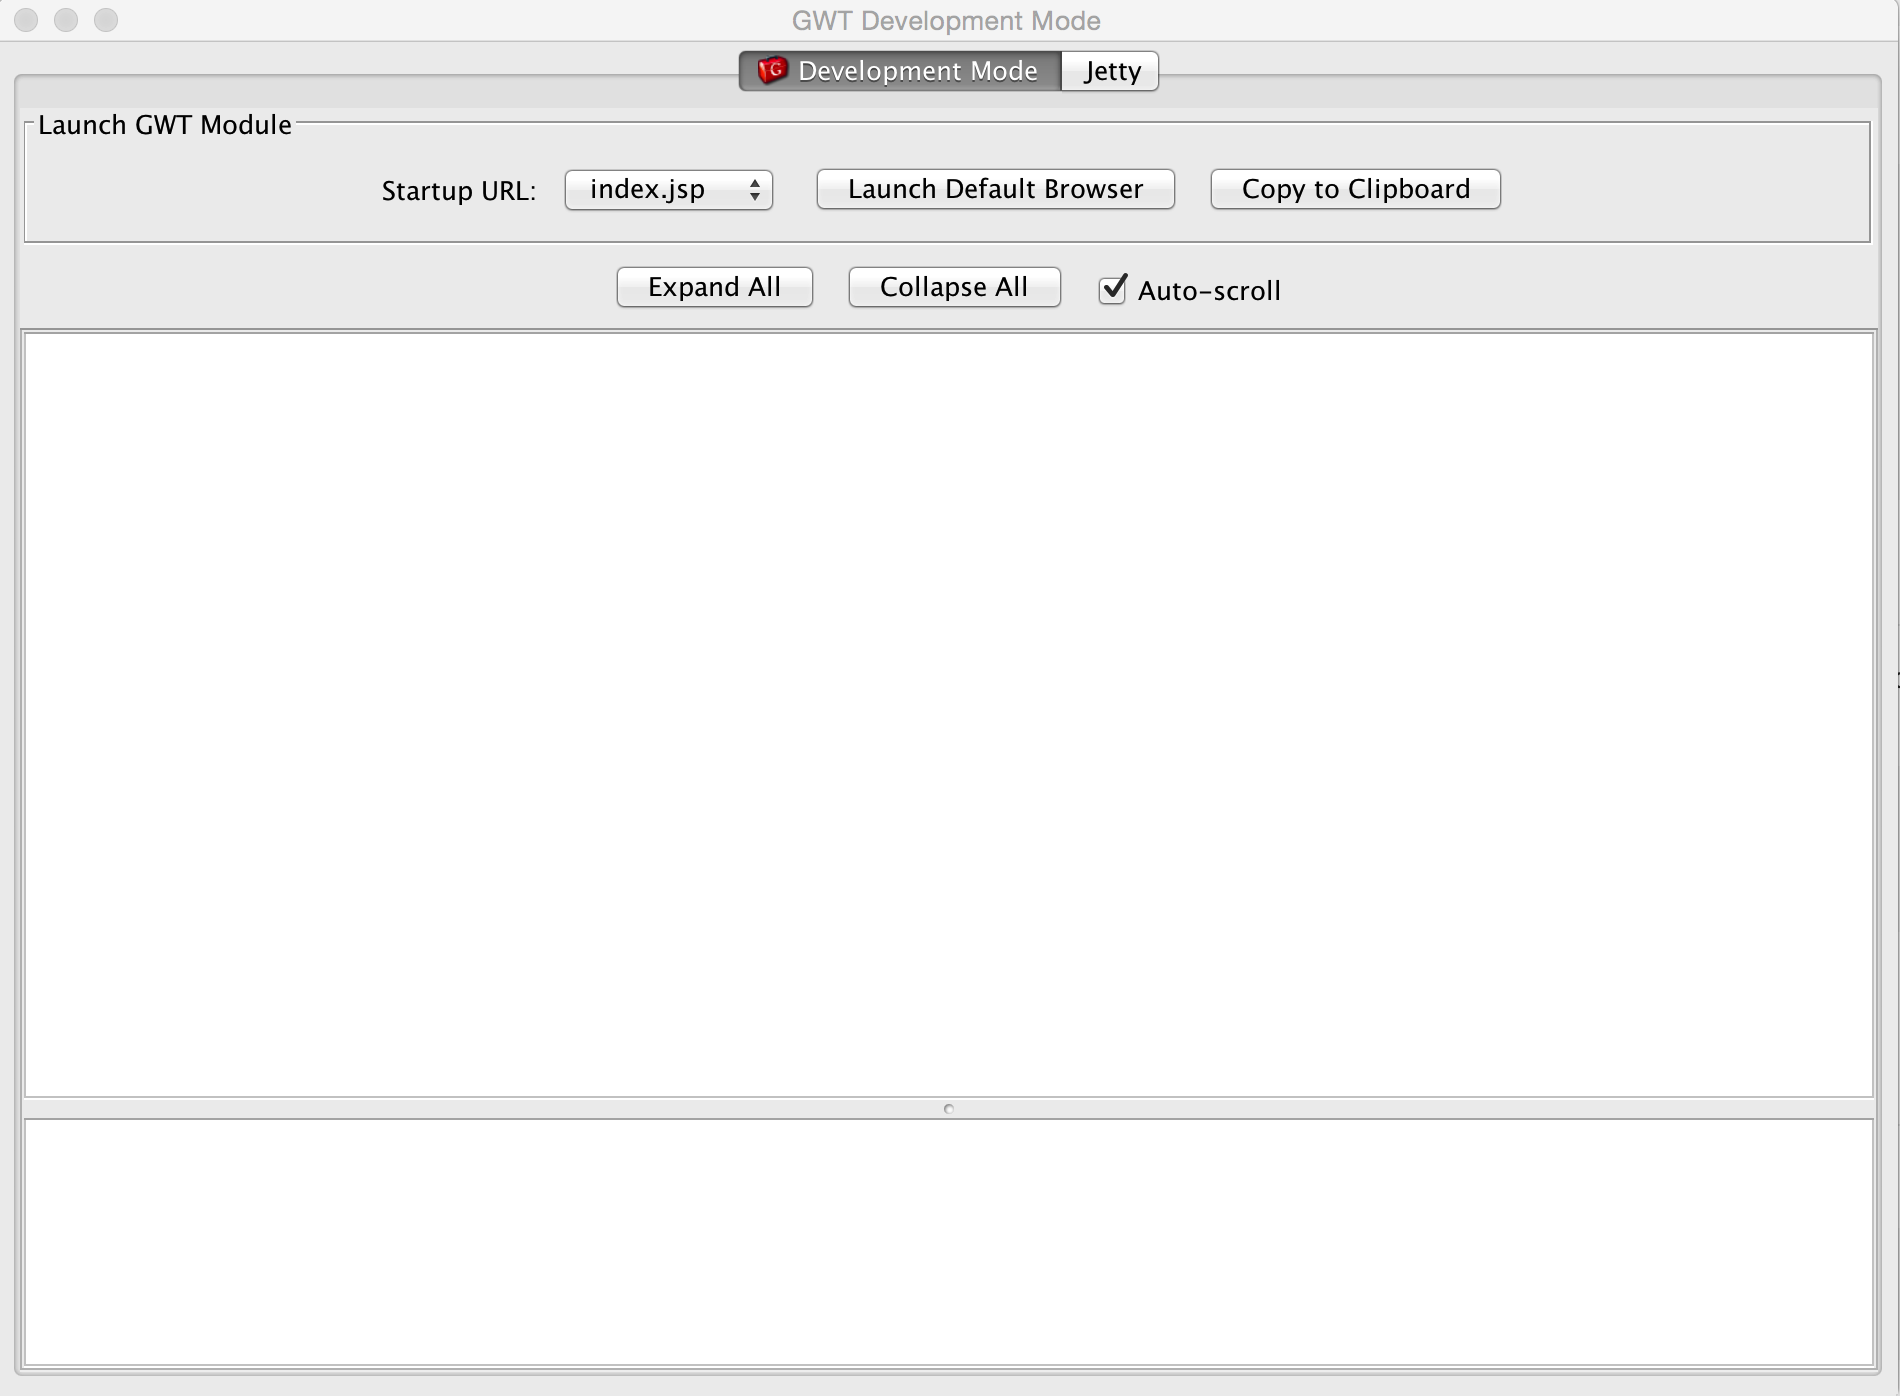 GWT Development Mode
Development Mode Jetty
Launch GWT Module
Startup URL: index.jsp Launch Default Browser Copy to Clipboard
Expand All Collapse All Auto-scroll